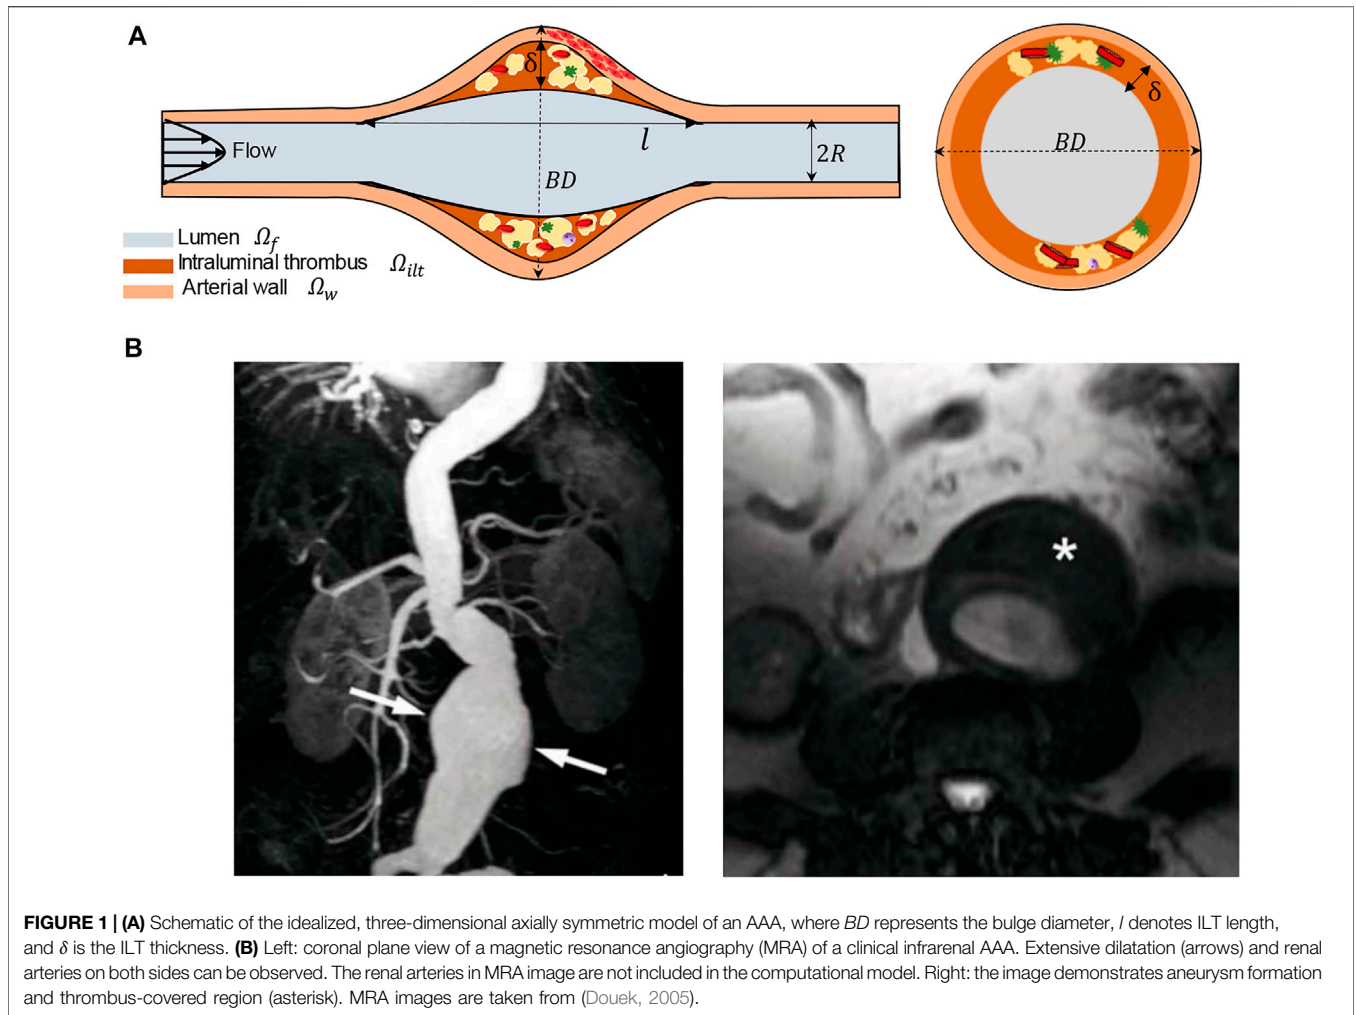 A
δ
l
2R
Flow
BD
δ
BD
Lumen Ω_f
Intraluminal thrombus Ω_ilt
Arterial wall Ω_w
B
*
FIGURE 1 | (A) Schematic of the idealized, three-dimensional axially symmetric model of an AAA, where BD represents the bulge diameter, l denotes ILT length,
and δ is the ILT thickness. (B) Left: coronal plane view of a magnetic resonance angiography (MRA) of a clinical infrarenal AAA. Extensive dilatation (arrows) and renal
arteries on both sides can be observed. The renal arteries in MRA image are not included in the computational model. Right: the image demonstrates aneurysm formation
and thrombus-covered region (asterisk). MRA images are taken from (Douek, 2005).